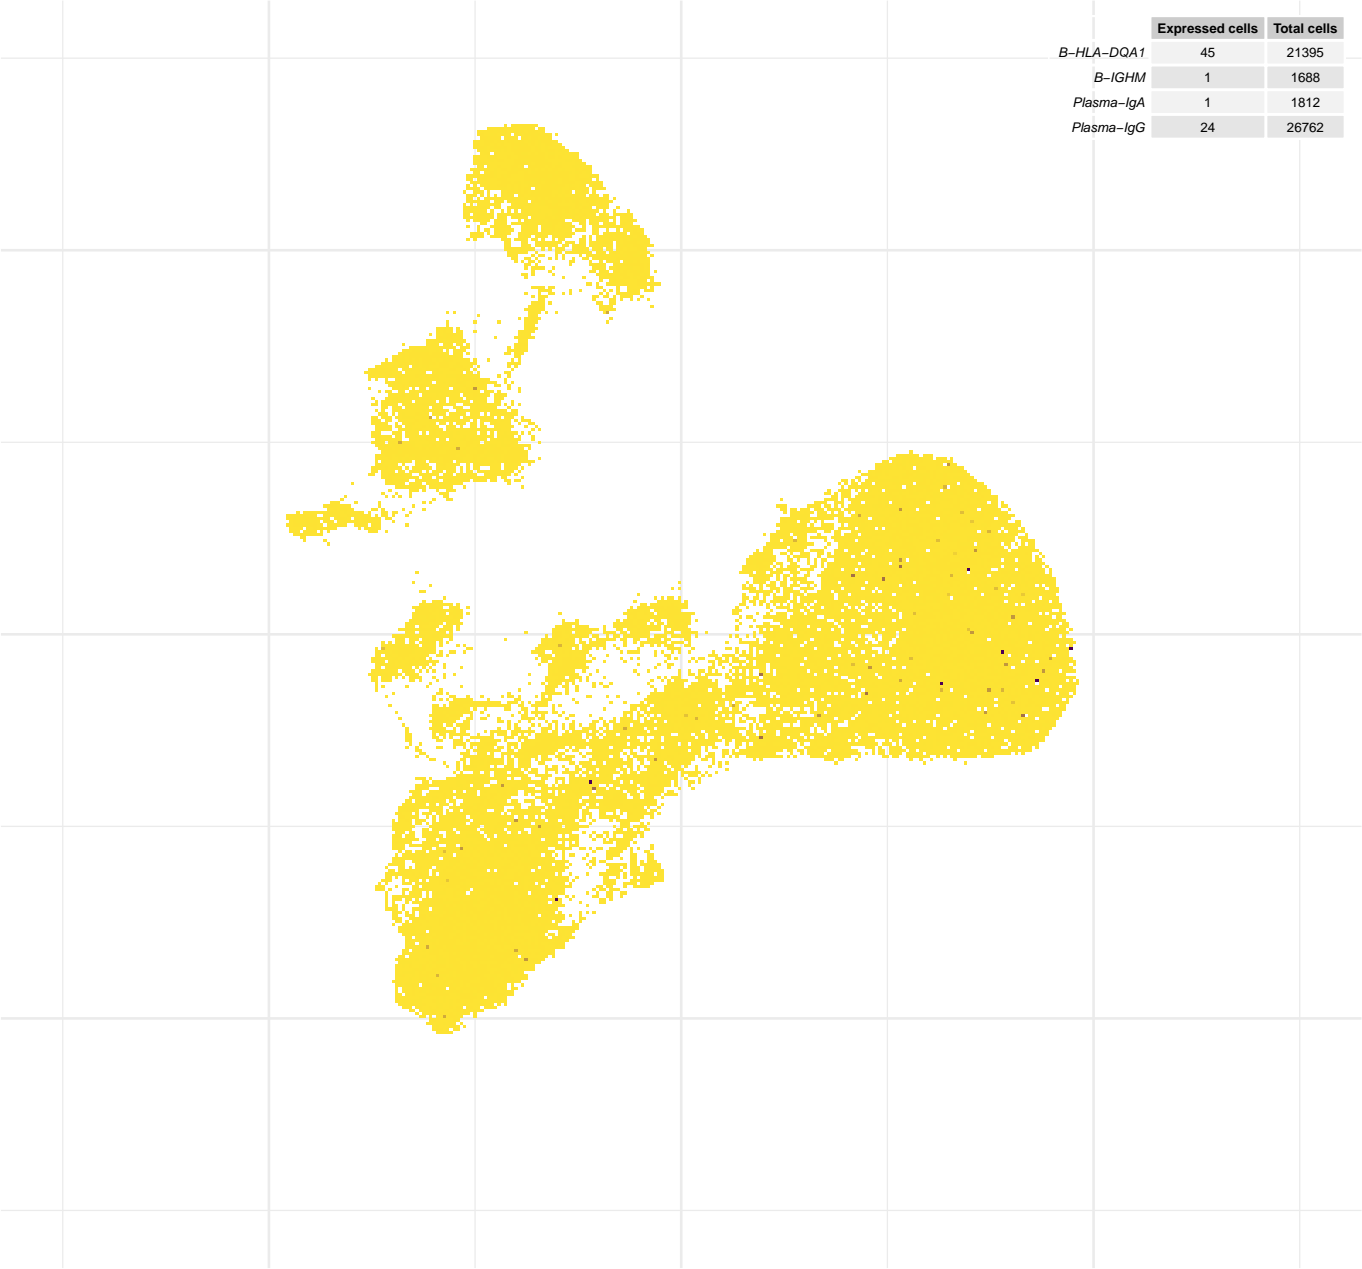 Expressed cells Total cells
B−HLA−DQA1 45 21395
B−IGHM 1 1688
Plasma−IgA 1 1812
Plasma−IgG 24 26762